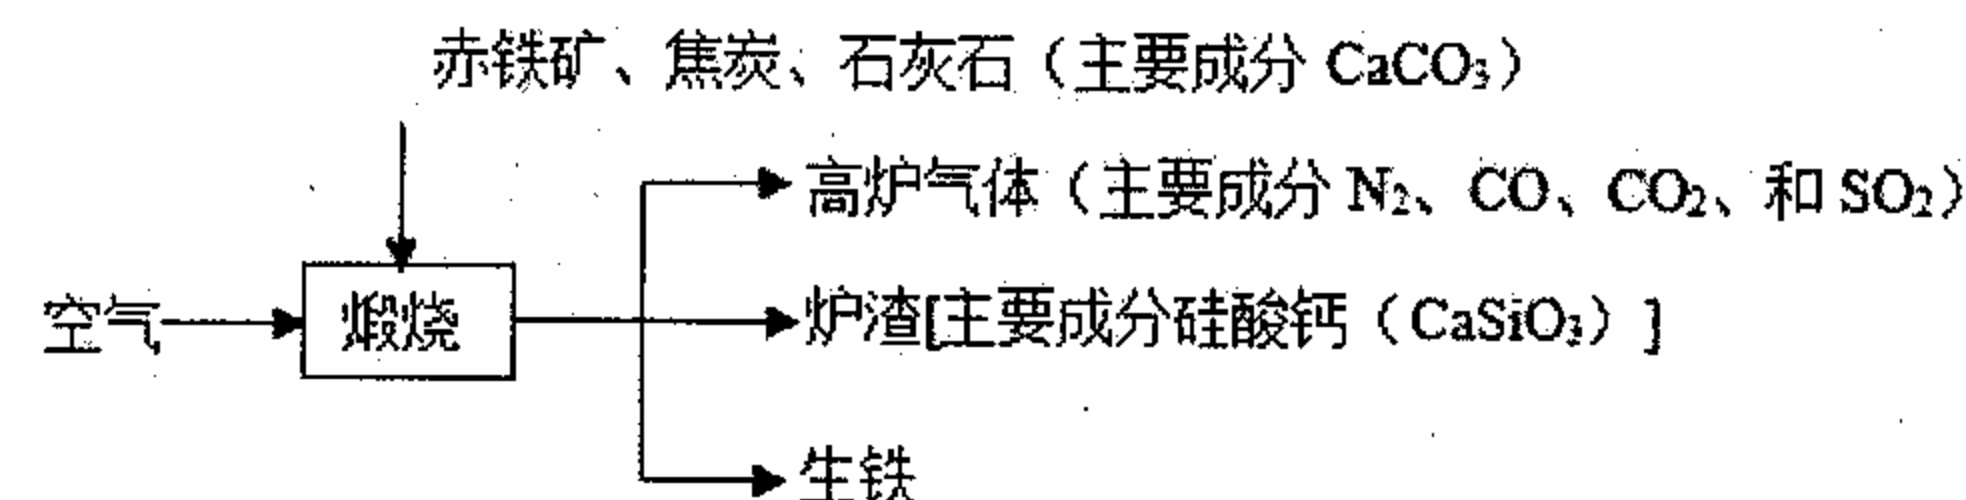 赤铁矿、焦炭、石灰石（主要成分 CaCO₃）
高炉气体（主要成分 N₂、CO、CO₂、和 SO₂）
空气
煅烧
炉渣[主要成分硅酸钙（CaSiO₃）]
生铁